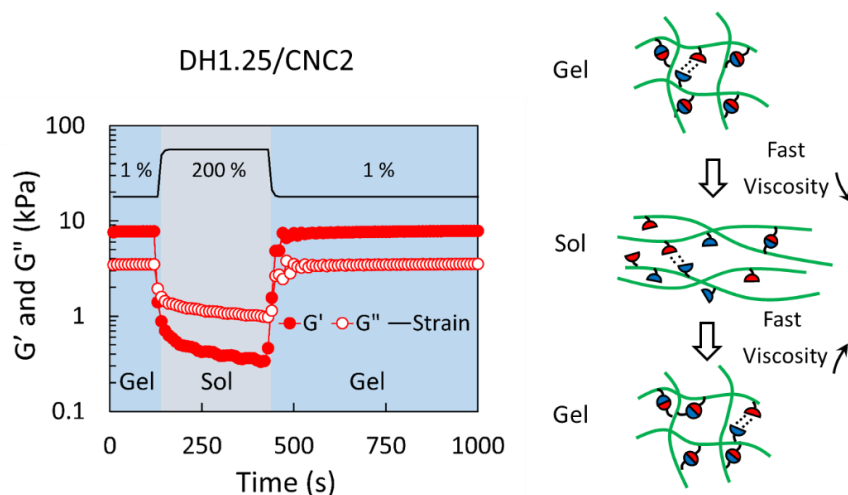 DH1.25/CNC2
G' and G" (kPa)
100
10
1
0.1
1 %
200 %
1 %
G' G" Strain
Gel
Sol
Gel
0
250
500
750
1000
Time (s)
Gel
Fast
Viscosity
Sol
Fast
Viscosity
Gel